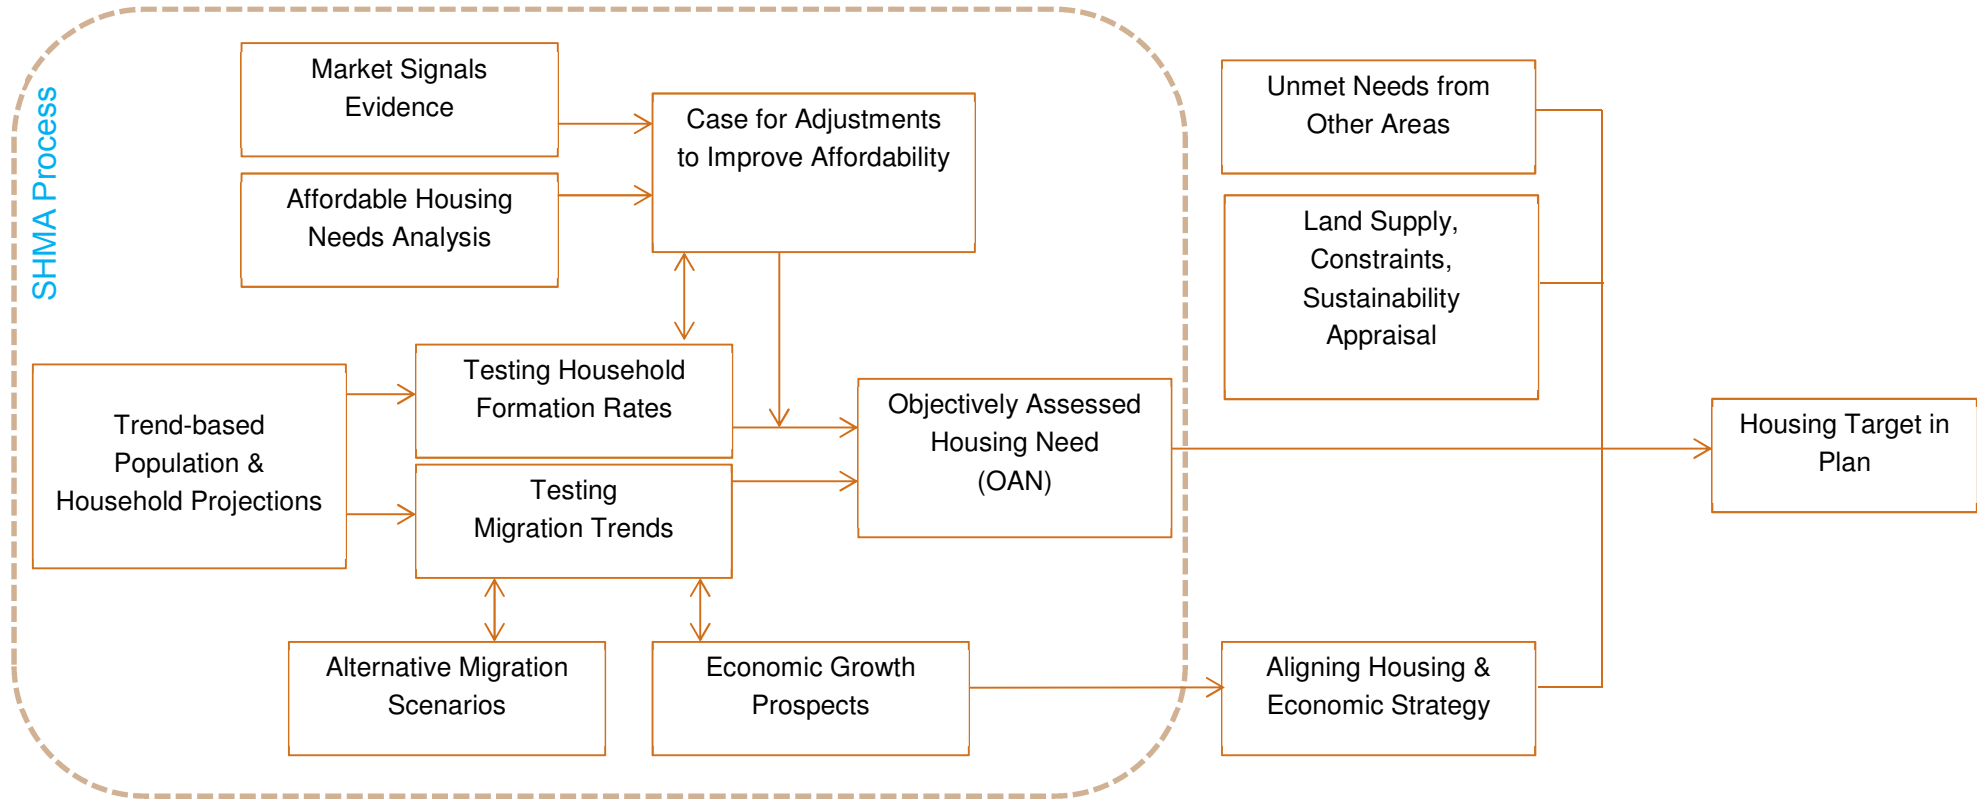 SHMA Process
Market Signals
Evidence
Affordable Housing
Needs Analysis
Case for Adjustments
to Improve Affordability
Trend-based
Population &
Household Projections
Testing Household
Formation Rates
Testing
Migration Trends
Alternative Migration
Scenarios
Economic Growth
Prospects
Objectively Assessed
Housing Need
(OAN)
Unmet Needs from
Other Areas
Land Supply,
Constraints,
Sustainability
Appraisal
Aligning Housing &
Economic Strategy
Housing Target in
Plan